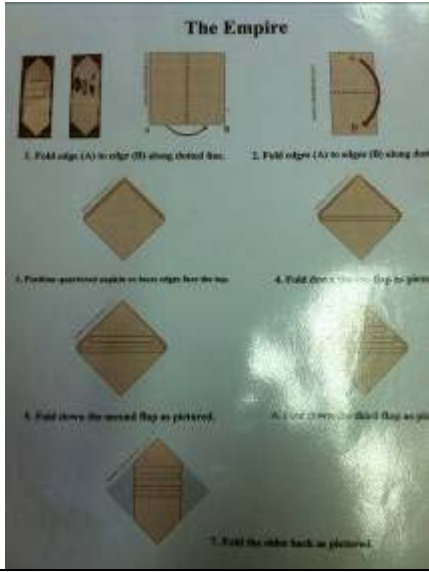 The Empire
A B
a
b
1. Fold edge (A) to edge (B) along dotted line.
2. Fold edges (A) to edges (B) along
3. Position quartered napkin so loose edges face the top.
4. Fold down the flap as
5. Fold down the second flap as pictured.
6. down the third flap as
7. Fold the sides back as pictured.